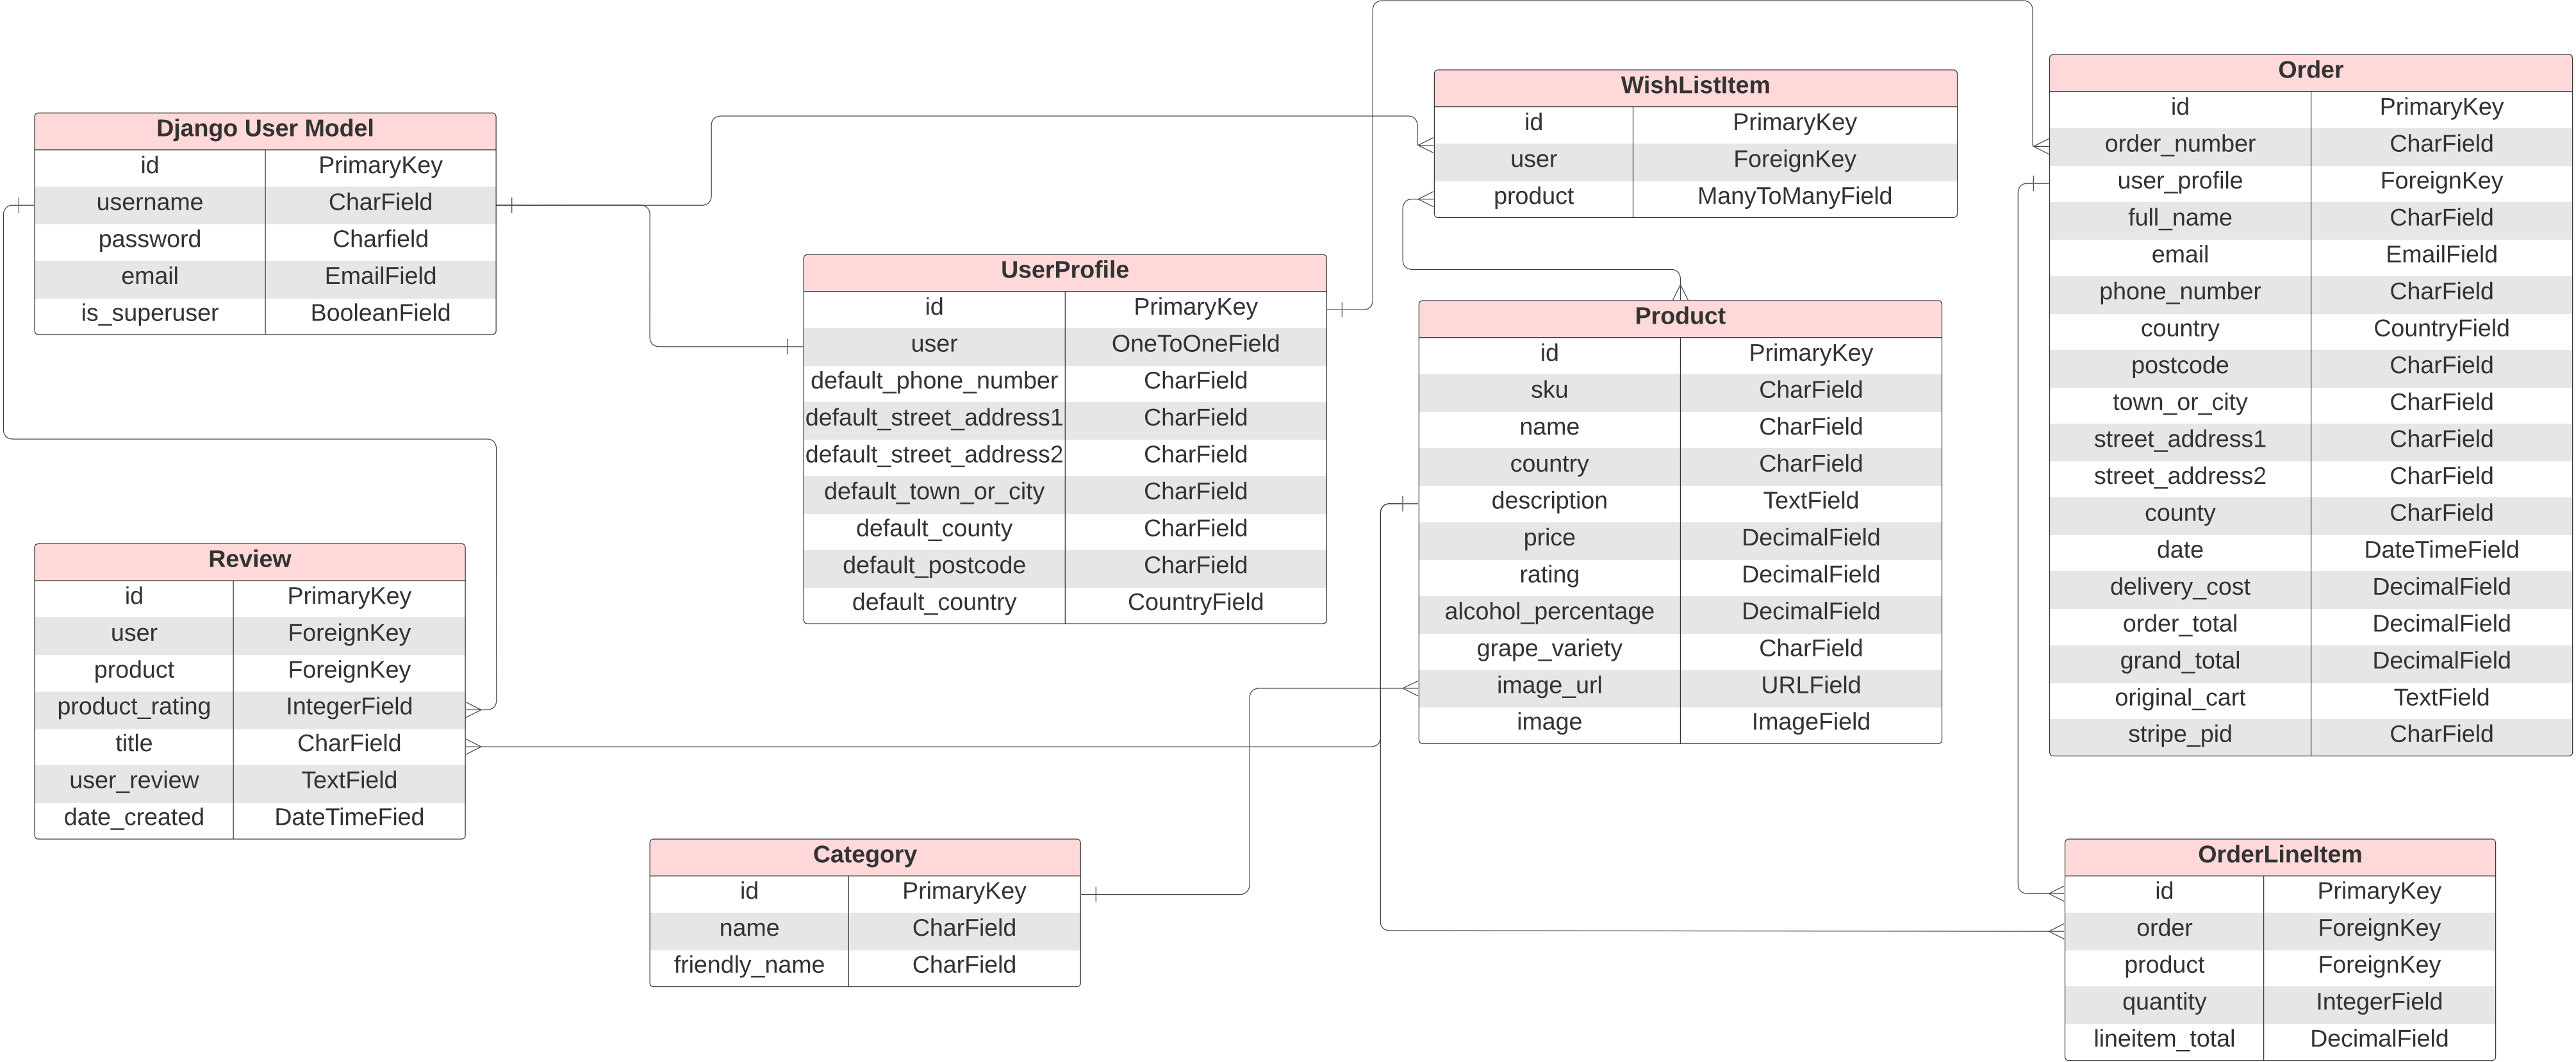 Django User Model
id PrimaryKey
username CharField
password Charfield
email EmailField
is_superuser BooleanField
Review
id PrimaryKey
user ForeignKey
product ForeignKey
product_rating IntegerField
title CharField
user_review TextField
date_created DateTimeFied
UserProfile
id PrimaryKey
user OneToOneField
default_phone_number CharField
default_street_address1 CharField
default_street_address2 CharField
default_town_or_city CharField
default_county CharField
default_postcode CharField
default_country CountryField
Category
id PrimaryKey
name CharField
friendly_name CharField
WishListItem
id PrimaryKey
user ForeignKey
product ManyToManyField
Product
id PrimaryKey
sku CharField
name CharField
country CharField
description TextField
price DecimalField
rating DecimalField
alcohol_percentage DecimalField
grape_variety CharField
image_url URLField
image ImageField
Order
id PrimaryKey
order_number CharField
user_profile ForeignKey
full_name CharField
email EmailField
phone_number CharField
country CountryField
postcode CharField
town_or_city CharField
street_address1 CharField
street_address2 CharField
county CharField
date DateTimeField
delivery_cost DecimalField
order_total DecimalField
grand_total DecimalField
original_cart TextField
stripe_pid CharField
OrderLineItem
id PrimaryKey
order ForeignKey
product ForeignKey
quantity IntegerField
lineitem_total DecimalField